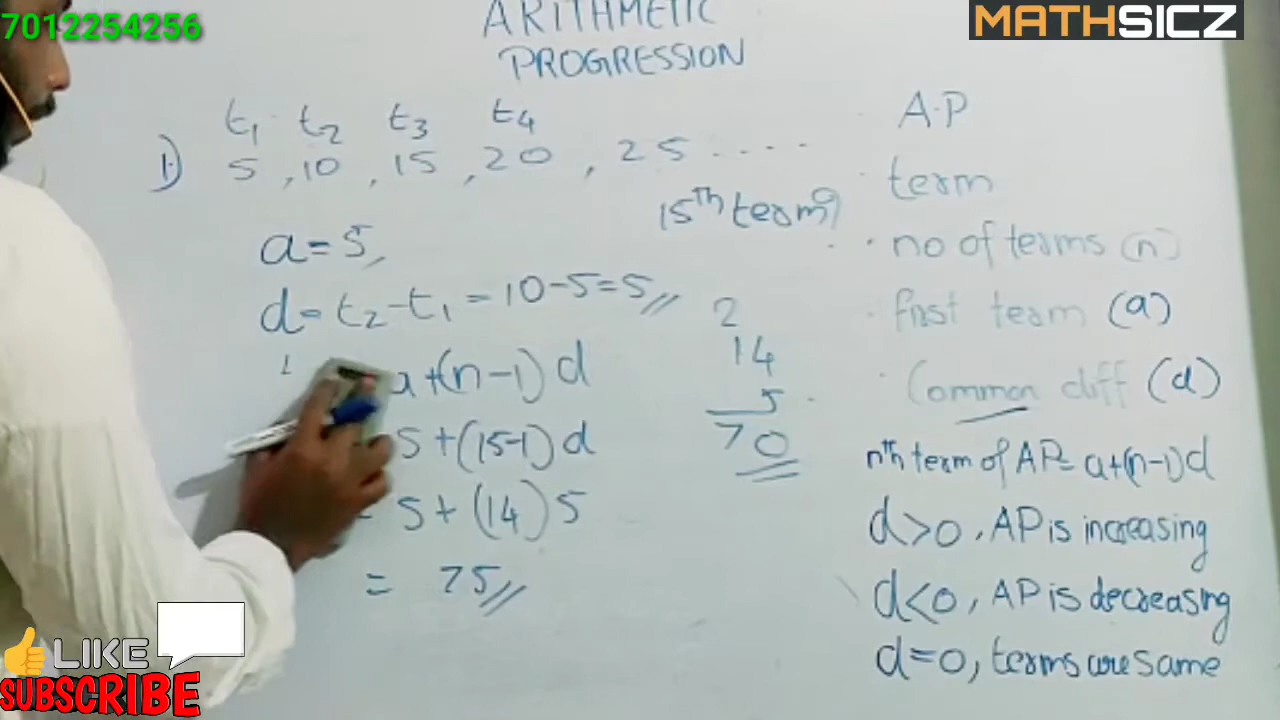 7012254256
MATHSICZ
ARITHMETIC
PROGRESSION
t1 t2 t3 t4
1) 5, 10, 15, 20, 25 ....
15th term?
a = 5,
d = t2 - t1 = 10 - 5 = 5 //
a + (n - 1) d
5 + (15 - 1) d
= 5 + (14) 5
= 75 //
2
14
5
70
A.P
term
no of terms (n)
first term (a)
Common diff (d)
nth term of AP = a + (n - 1) d
d > 0, AP is increasing
d < 0, AP is decreasing
d = 0, terms are same
LIKE
SUBSCRIBE